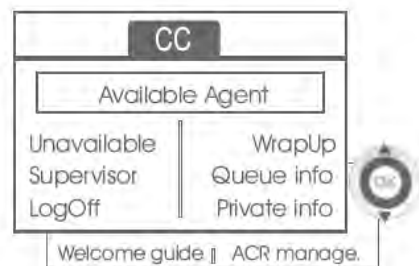 CC
Available Agent
Unavailable WrapUp
Supervisor Queue info
LogOff Private info
OK
Welcome guide ACR manage.